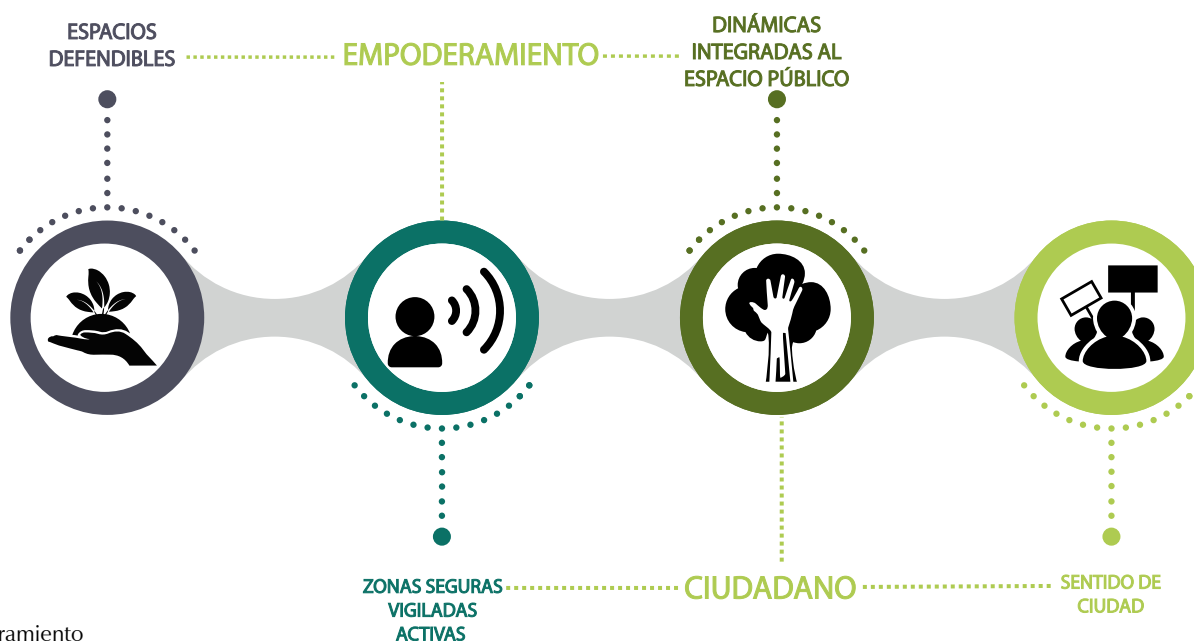 ESPACIOS
DEFENDIBLES
EMPODERAMIENTO
DINÁMICAS
INTEGRADAS AL
ESPACIO PÚBLICO
ZONAS SEGURAS
VIGILADAS
ACTIVAS
CIUDADANO
SENTIDO DE
CIUDAD
ramiento